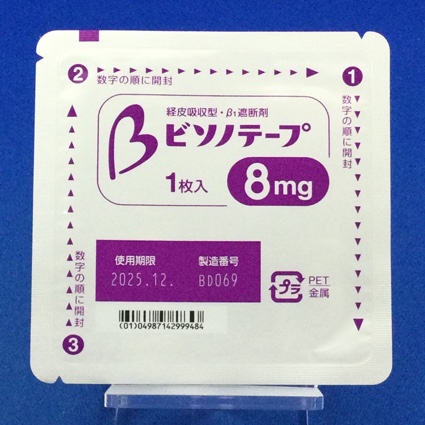 ② 数字の順に開封
①
数字の順に開封
経皮吸収型・β1遮断剤
β ビソノテープ
1枚入 8mg
使用期限 製造番号
2025.12. BD069
数字の順に開封
③
プラ PET
金属
(01)04987142999484